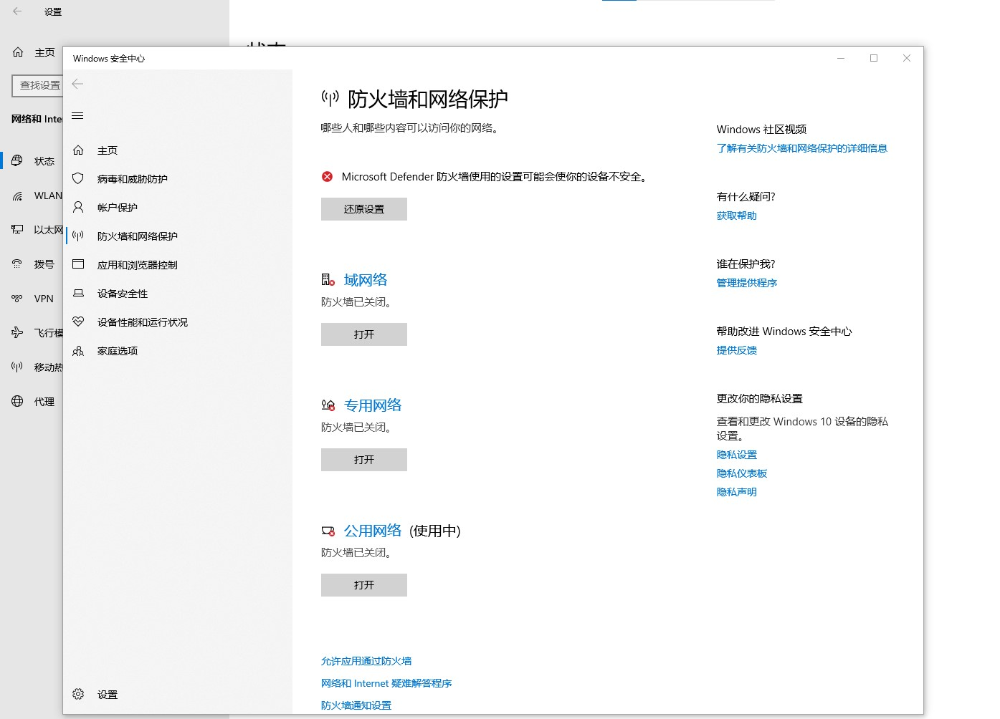 设置
主页
查找设置
网络和 Inte
状态
WLAN
以太网
拨号
VPN
飞行模
移动热
代理
状态
Windows 安全中心
主页
病毒和威胁防护
帐户保护
防火墙和网络保护
应用和浏览器控制
设备安全性
设备性能和运行状况
家庭选项
设置
防火墙和网络保护
哪些人和哪些内容可以访问你的网络。
Microsoft Defender 防火墙使用的设置可能会使你的设备不安全。
还原设置
域网络
防火墙已关闭。
打开
专用网络
防火墙已关闭。
打开
公用网络 (使用中)
防火墙已关闭。
打开
允许应用通过防火墙
网络和 Internet 疑难解答程序
防火墙通知设置
Windows 社区视频
了解有关防火墙和网络保护的详细信息
有什么疑问?
获取帮助
谁在保护我?
管理提供程序
帮助改进 Windows 安全中心
提供反馈
更改你的隐私设置
查看和更改 Windows 10 设备的隐私
设置。
隐私设置
隐私仪表板
隐私声明